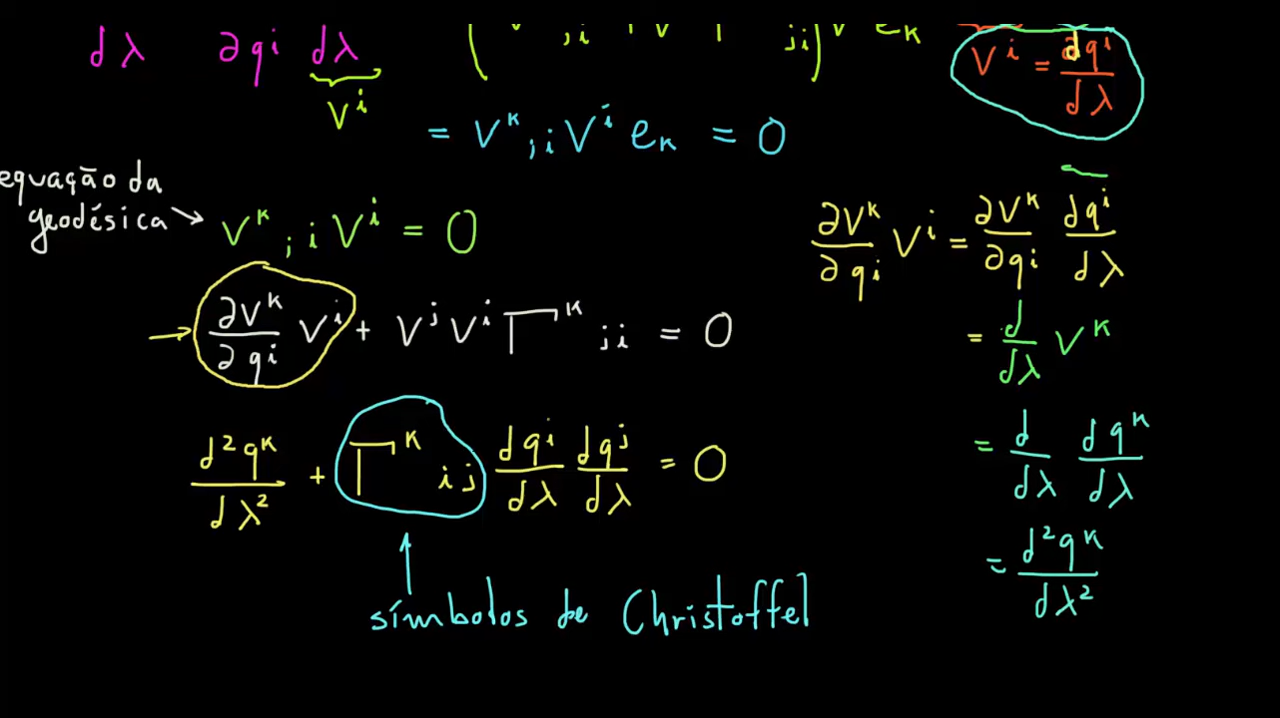 dλ ∂qi dλ
Vⁱ
= Vᵏ;i Vⁱ eₖ = 0
Vⁱ = dqⁱ/dλ
equação da
geodésica → Vᵏ;i Vⁱ = 0
∂Vᵏ/∂qi Vⁱ = ∂Vᵏ/∂qi dqⁱ/dλ
→ ∂Vᵏ/∂qi Vⁱ + Vʲ Vⁱ Γᵏ ji = 0
= d/dλ Vᵏ
d²qᵏ/dλ² + Γᵏ ij dqⁱ/dλ dqʲ/dλ = 0
= d/dλ dqᵏ/dλ
= d²qᵏ/dλ²
símbolos de Christoffel